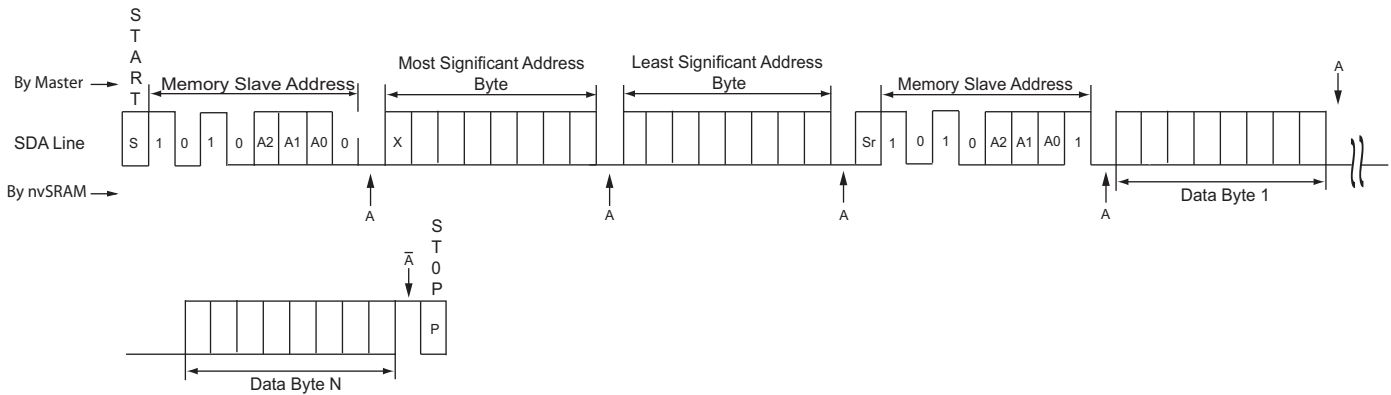 START
By Master
Memory Slave Address
Most Significant Address
Byte
Least Significant Address
Byte
Memory Slave Address
A
SDA Line
S 1 0 1 0 A2 A1 A0 0 X Sr 1 0 1 0 A2 A1 A0 1
By nvSRAM
A
A
A
A
Data Byte 1
ST0P
A̅
P
Data Byte N